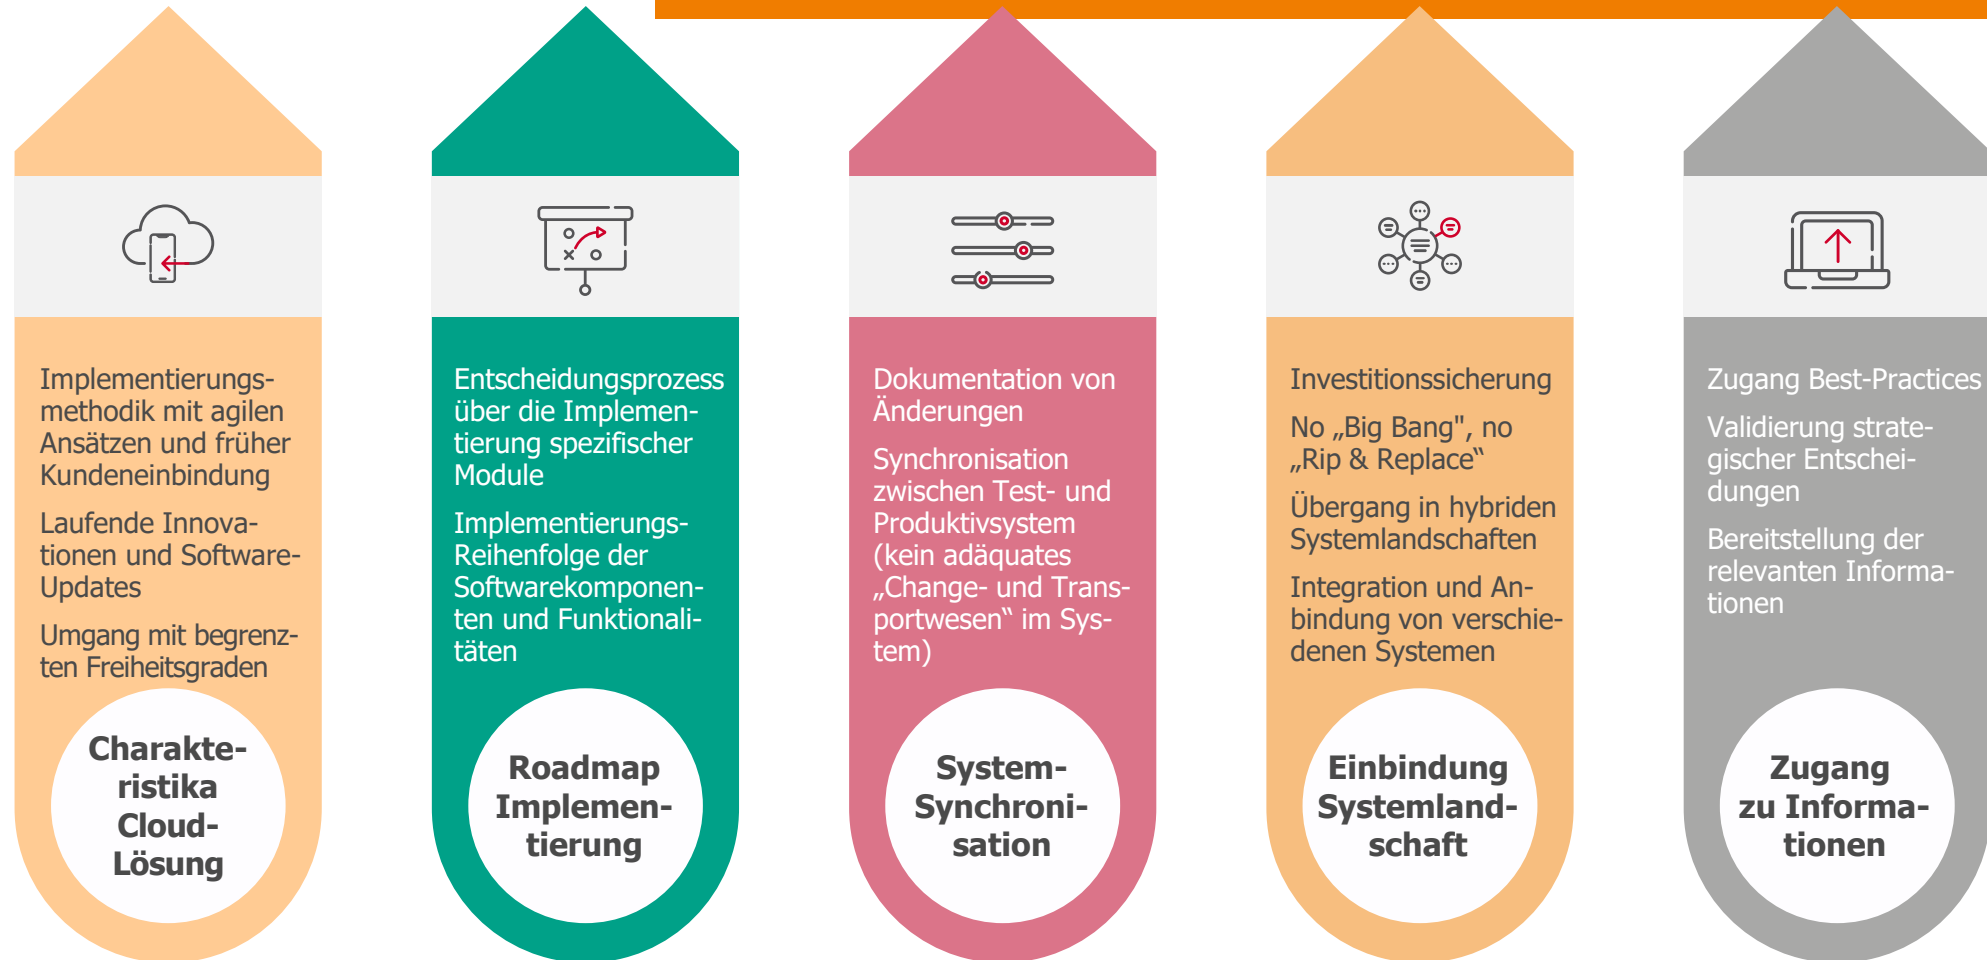 Implementierungs-
methodik mit agilen
Ansätzen und früher
Kundeneinbindung
Laufende Innova-
tionen und Software-
Updates
Umgang mit begrenz-
ten Freiheitsgraden
Charakte-
ristika
Cloud-
Lösung
Entscheidungsprozess
über die Implemen-
tierung spezifischer
Module
Implementierungs-
Reihenfolge der
Softwarekomponen-
ten und Funktionali-
täten
Roadmap
Implemen-
tierung
Dokumentation von
Änderungen
Synchronisation
zwischen Test- und
Produktivsystem
(kein adäquates
„Change- und Trans-
portwesen“ im Sys-
tem)
System-
Synchroni-
sation
Investitionssicherung
No „Big Bang", no
„Rip & Replace“
Übergang in hybriden
Systemlandschaften
Integration und An-
bindung von verschie-
denen Systemen
Einbindung
Systemland-
schaft
Zugang Best-Practices
Validierung strate-
gischer Entschei-
dungen
Bereitstellung der
relevanten Informa-
tionen
Zugang
zu Informa-
tionen